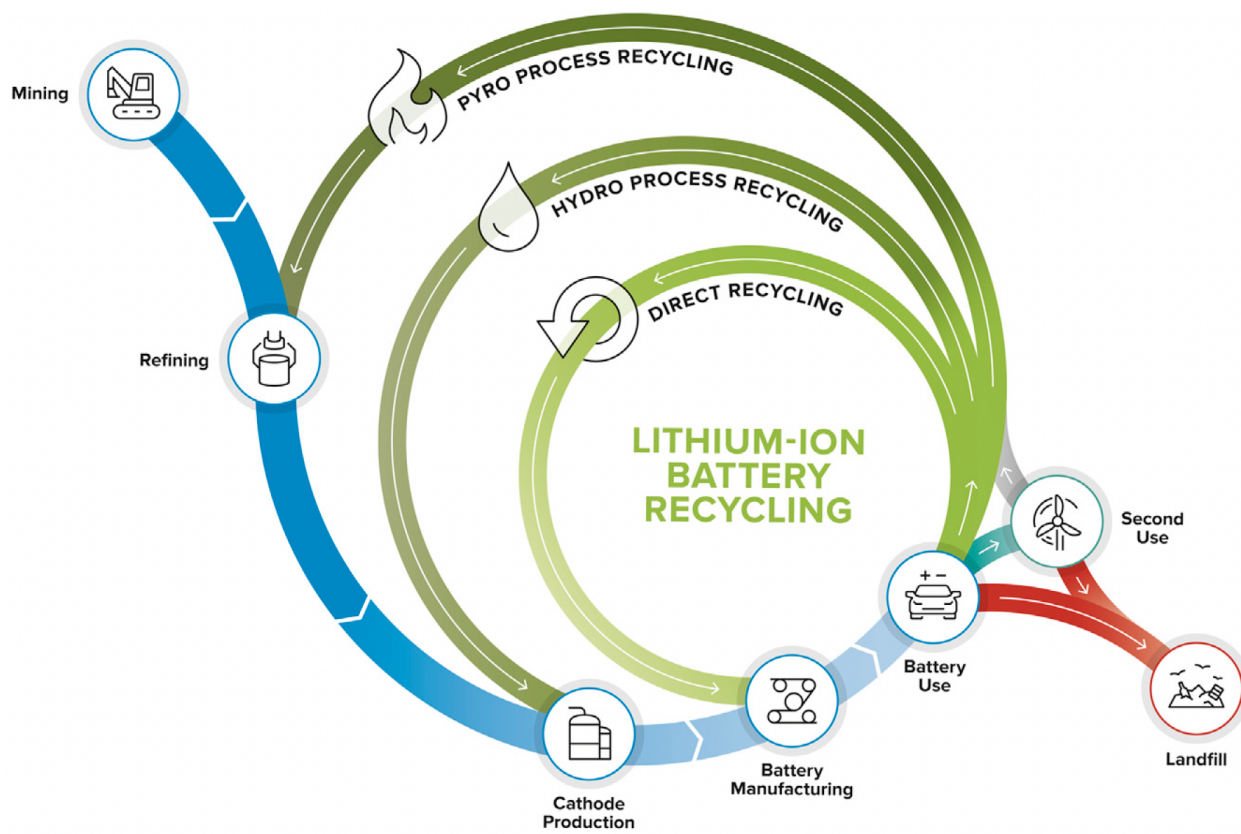 PYRO PROCESS RECYCLING
Mining
HYDRO PROCESS RECYCLING
DIRECT RECYCLING
Refining
LITHIUM-ION
BATTERY
RECYCLING
Second
Use
+ -
Battery
Use
Landfill
Battery
Manufacturing
Cathode
Production